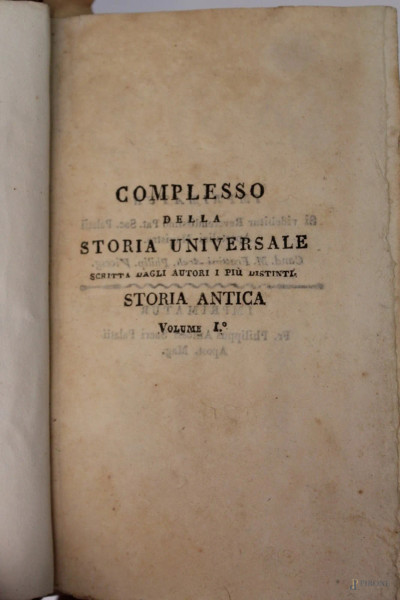 COMPLESSO
DELLA
STORIA UNIVERSALE
SCRITTA DAGLI AUTORI I PIÙ DISTINTI.
STORIA ANTICA
VOLUME I.º